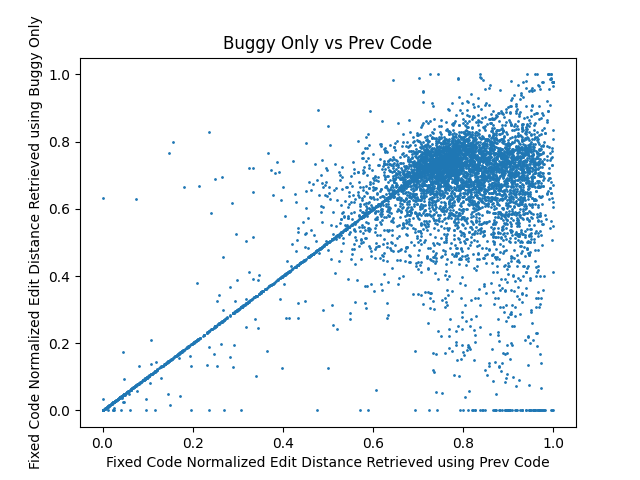 Buggy Only vs Prev Code
Fixed Code Normalized Edit Distance Retrieved using Buggy Only
1.0
0.8
0.6
0.4
0.2
0.0
0.0 0.2 0.4 0.6 0.8 1.0
Fixed Code Normalized Edit Distance Retrieved using Prev Code